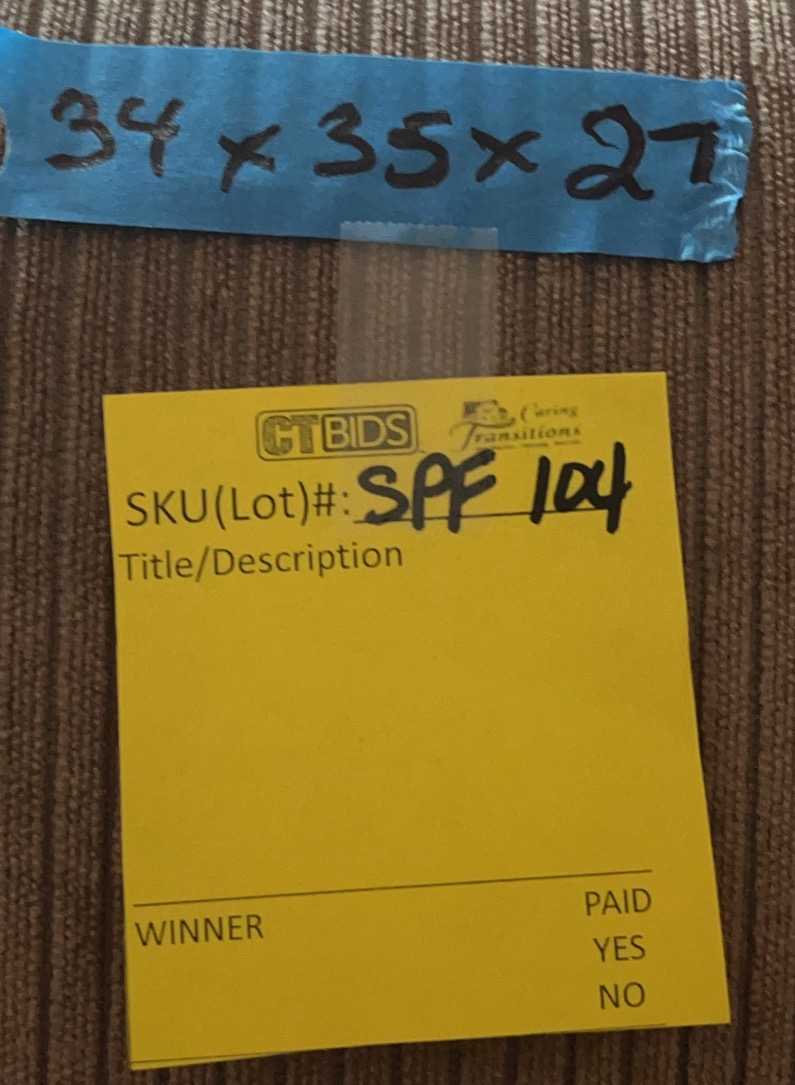 34 x 35 x 27
CTBIDS Caring Transitions
SKU(Lot)#: SPF 104
Title/Description
WINNER PAID
YES
NO